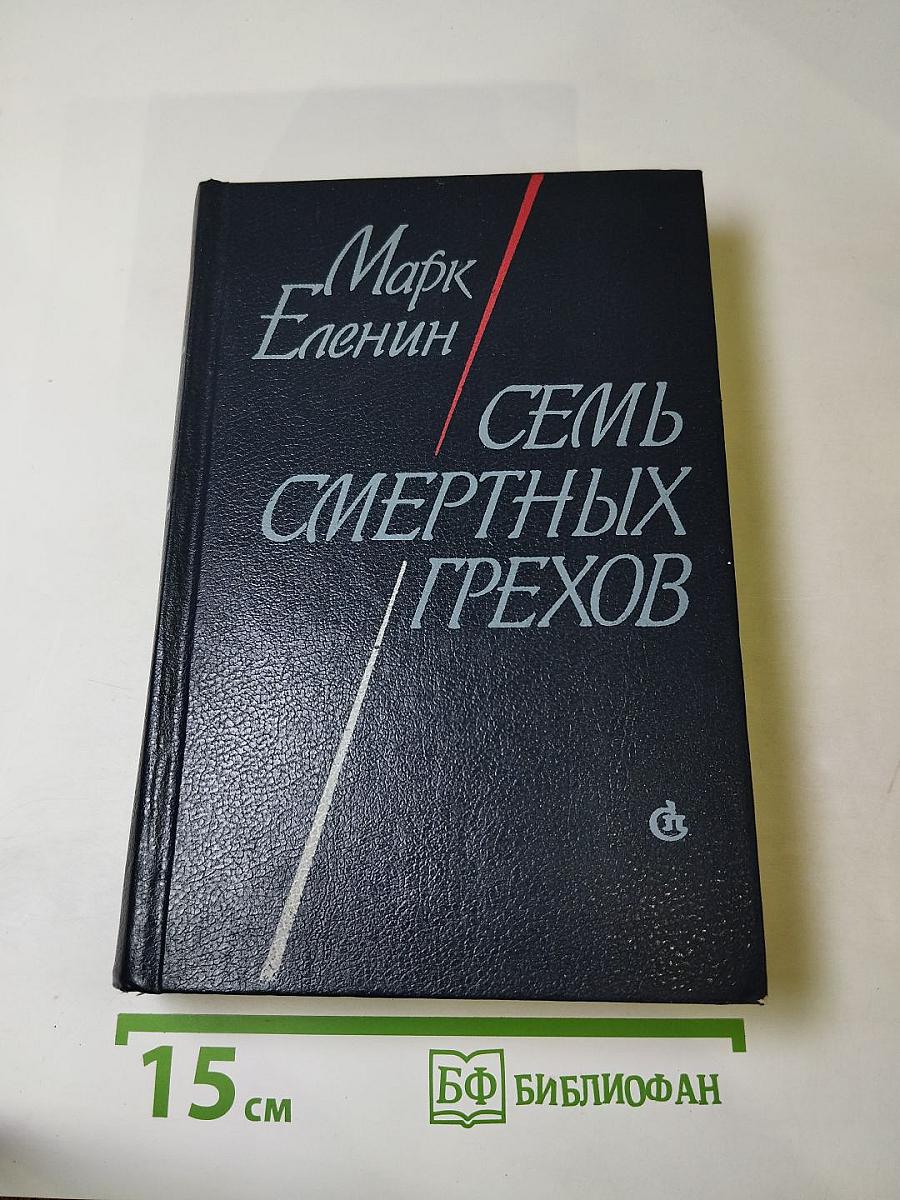 Марк
Еленин
СЕМЬ
СМЕРТНЫХ
ГРЕХОВ
15 см
БФ БИБЛИОФАН